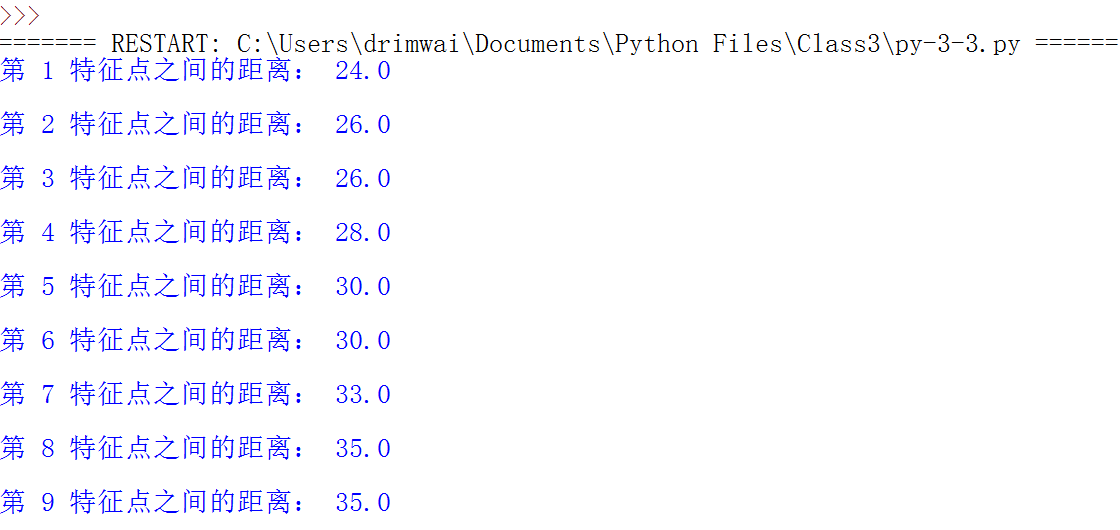 >>>
======= RESTART: C:\Users\drimwai\Documents\Python Files\Class3\py-3-3.py ======
第 1 特征点之间的距离： 24.0
第 2 特征点之间的距离： 26.0
第 3 特征点之间的距离： 26.0
第 4 特征点之间的距离： 28.0
第 5 特征点之间的距离： 30.0
第 6 特征点之间的距离： 30.0
第 7 特征点之间的距离： 33.0
第 8 特征点之间的距离： 35.0
第 9 特征点之间的距离： 35.0